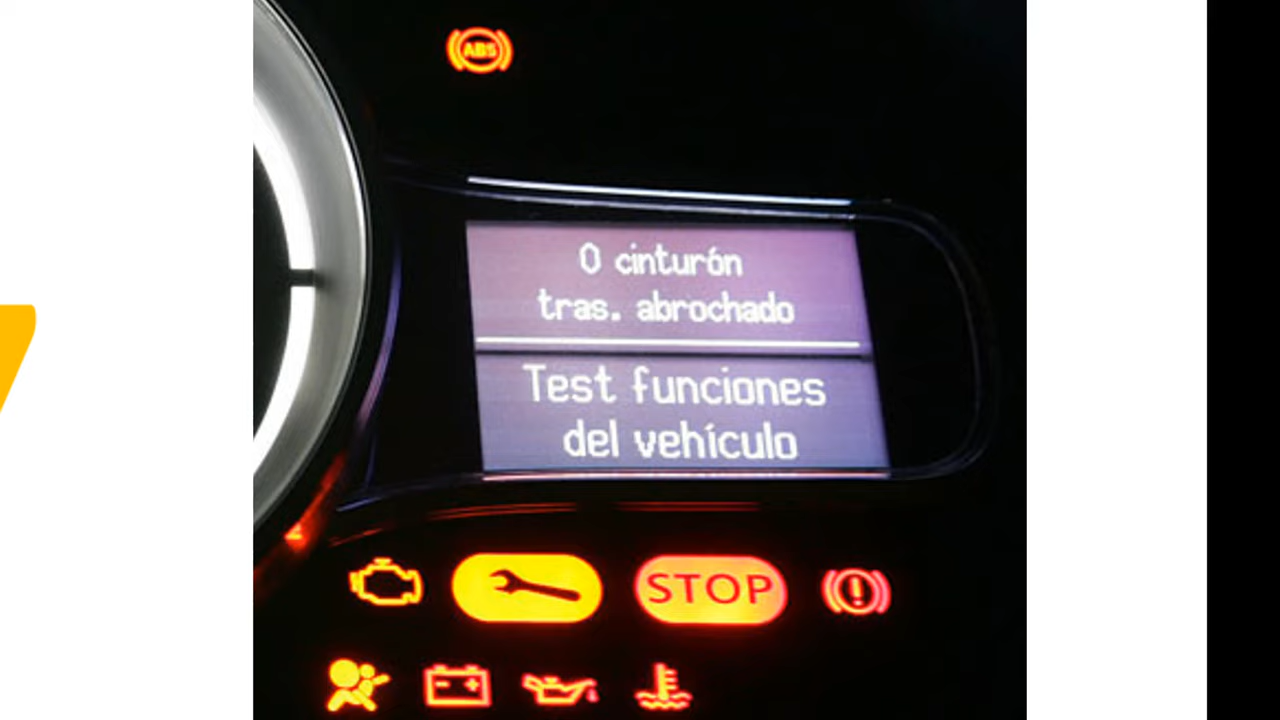 ABS
0 cinturón
tras. abrochado
Test funciones
del vehículo
STOP